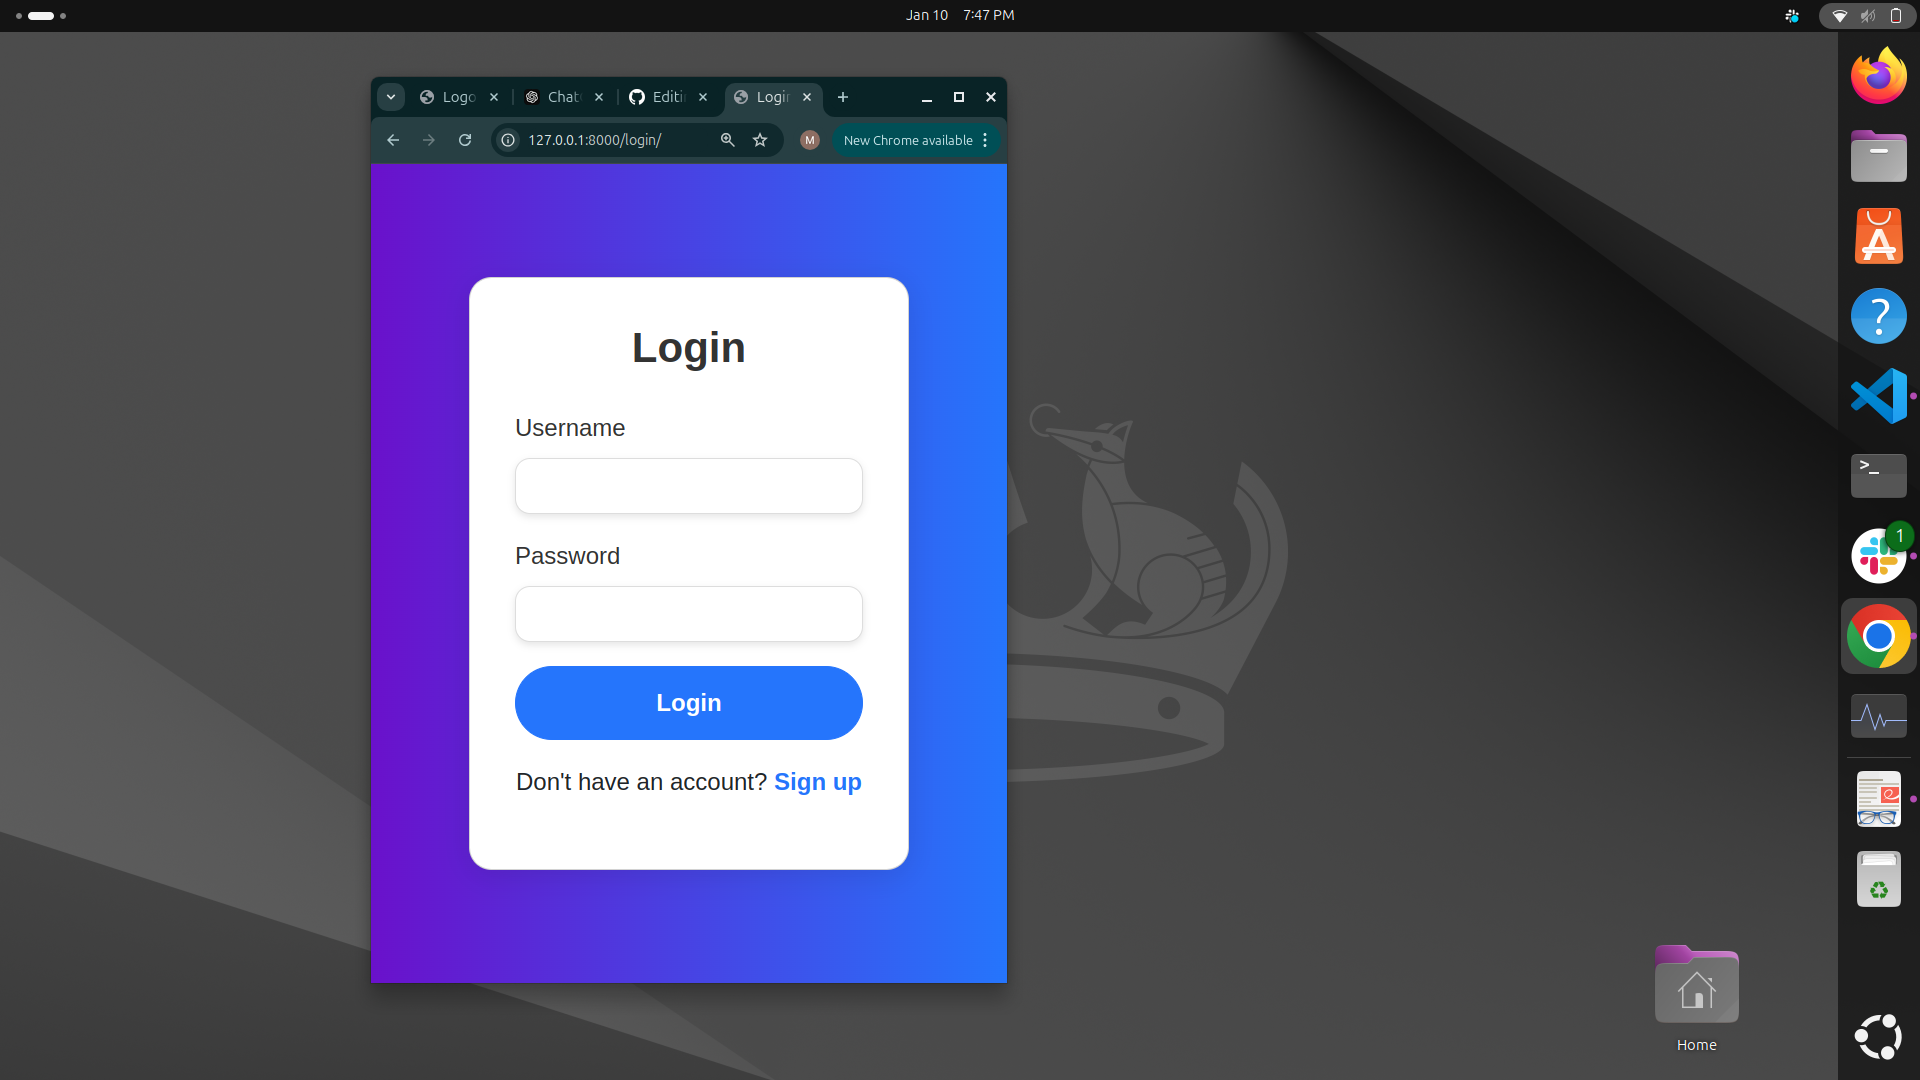 Jan 10 7:47 PM
Logo
Chat
Editi
Login
127.0.0.1:8000/login/
M
New Chrome available
Login
Username
Password
Login
Don't have an account? Sign up
>_
1
Home